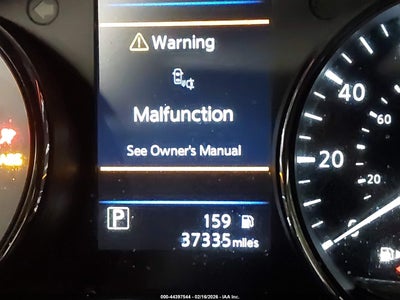 Warning
Malfunction
See Owner's Manual
P
159
37335 miles
40
60
20
20
0
000-44397544 | 02/16/2026 - IAA Inc.